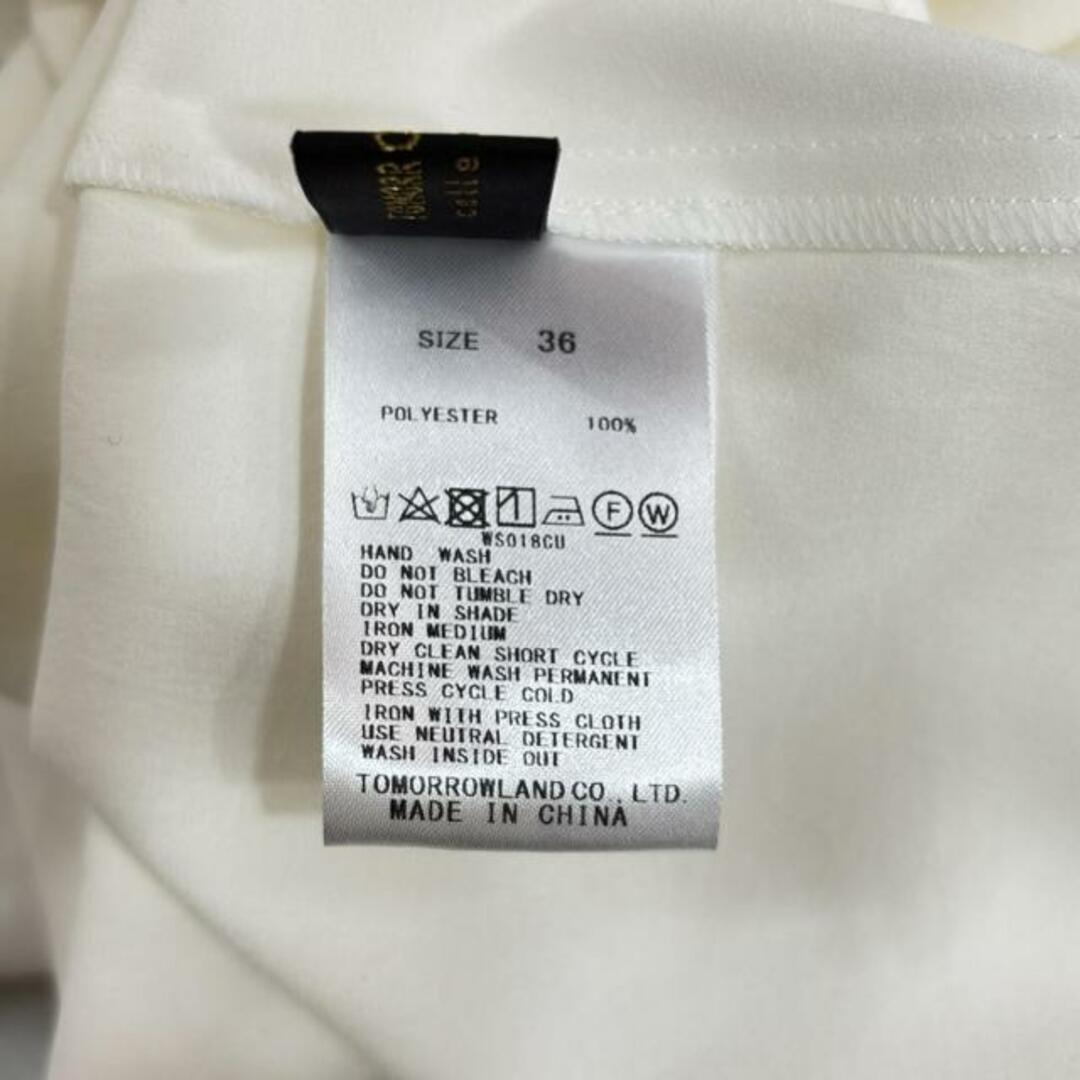 TOMOR
colle
SIZE 36
POLYESTER 100%
F W
WS018CU
HAND WASH
DO NOT BLEACH
DO NOT TUMBLE DRY
DRY IN SHADE
IRON MEDIUM
DRY CLEAN SHORT CYCLE
MACHINE WASH PERMANENT
PRESS CYCLE COLD
IRON WITH PRESS CLOTH
USE NEUTRAL DETERGENT
WASH INSIDE OUT
TOMORROWLAND CO., LTD.
MADE IN CHINA